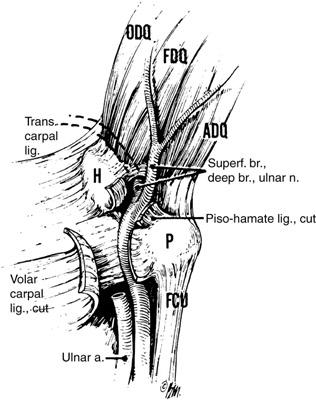 ODQ
FDQ
ADQ
Trans.
carpal
lig.
H
Superf. br.,
deep br., ulnar n.
Piso-hamate lig., cut
P
Volar
carpal
lig., cut
FCU
Ulnar a.